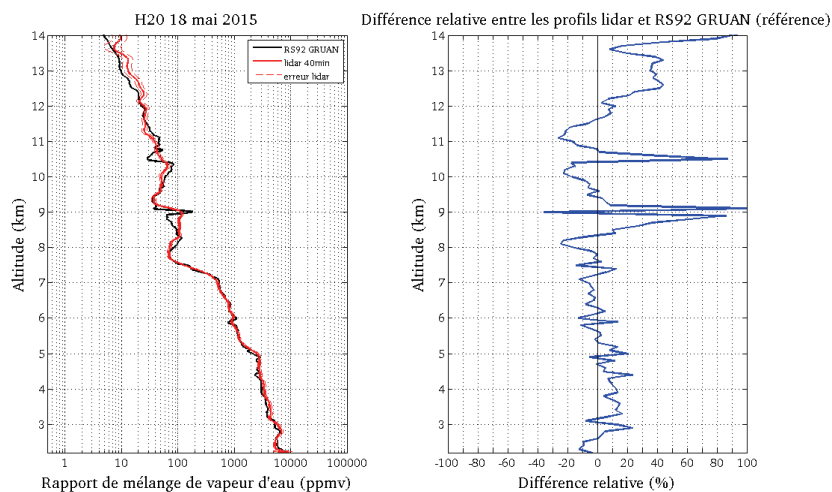 H20 18 mai 2015
RS92 GRUAN
lidar 40min
erreur lidar
14
13
12
11
10
9
8
7
6
5
4
3
Altitude (km)
1 10 100 1000 10000 100000
Rapport de mélange de vapeur d'eau (ppmv)
Différence relative entre les profils lidar et RS92 GRUAN (référence)
14
13
12
11
10
9
8
7
6
5
4
3
Altitude (km)
-100 -80 -60 -40 -20 0 20 40 60 80 100
Différence relative (%)